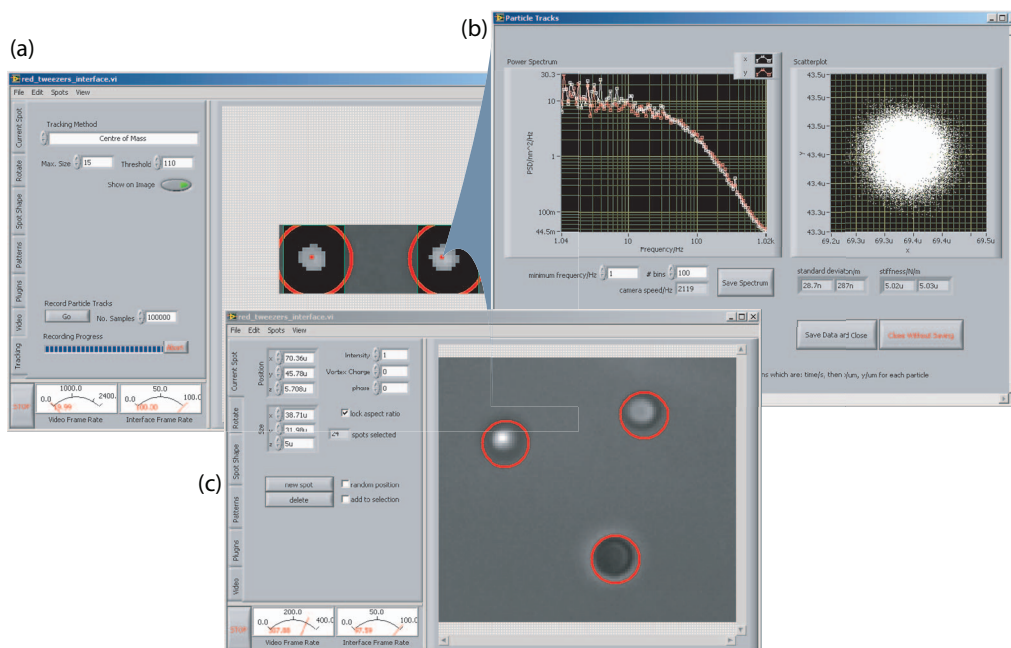 (a)
red_tweezers_interface.vi
File Edit Spots View
Current Spot
Rotate
Spot Shape
Patterns
Plugins
Video
Tracking
Tracking Method
Centre of Mass
Max. Size 15 Threshold 110
Show on Image
Record Particle Tracks
Go No. Samples 100000
Recording Progress
STOP
1000.0
0.0 2400.0
Video Frame Rate
50.0
0.0 100.0
100.00
Interface Frame Rate
(b)
Particle Tracks
Power Spectrum
x
y
PSD/nm^2/Hz
30.3
10
1
100m
44.5m
1.04 10 100 1.02k
Frequency/Hz
Scatterplot
Y
43.5u
43.5u
43.4u
43.4u
43.4u
43.3u
43.3u
69.2u 69.3u 69.3u 69.4u 69.4u 69.5u
X
minimum frequency/Hz 1 # bins 100
camera speed/Hz 2119
Save Spectrum
standard deviation/m stiffness/N/m
28.7n 287n 5.02u 5.03u
Save Data and Close Close Without Saving
ns which are: time/s, then x/um, y/um for each particle
(c)
red_tweezers_interface.vi
File Edit Spots View
Current Spot
Rotate
Spot Shape
Patterns
Plugins
Video
Position
x 70.36u
y 45.78u
z 5.708u
Size
x 38.71u
31.98u
z 5u
Intensity 1
Vortex Charge 0
phase 0
lock aspect ratio
spots selected
new spot random position
delete add to selection
STOP
200.0
0.0 400.0
Video Frame Rate
50.0
0.0 100.0
97.59
Interface Frame Rate